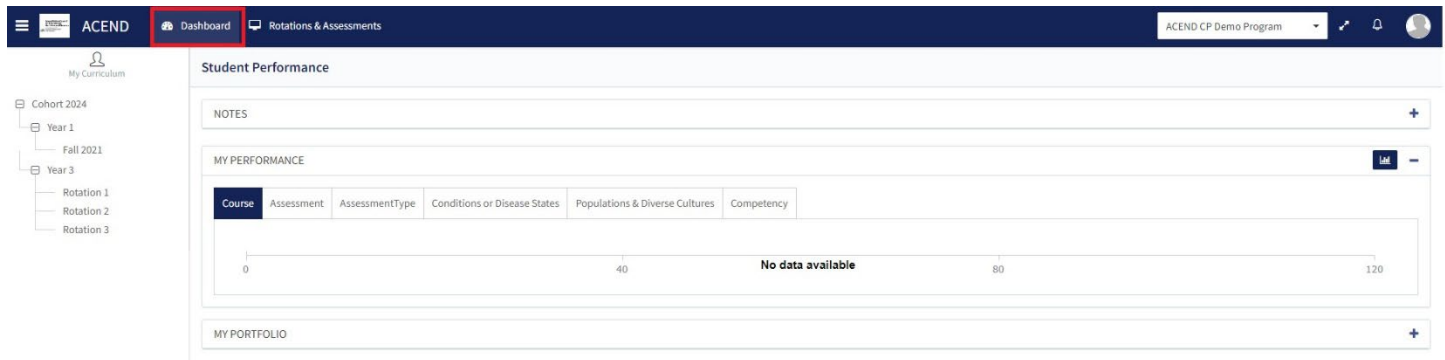 ACEND
Dashboard
Rotations & Assessments
ACEND CP Demo Program
My Curriculum
Cohort 2024
Year 1
Fall 2021
Year 3
Rotation 1
Rotation 2
Rotation 3
Student Performance
NOTES
MY PERFORMANCE
Course Assessment AssessmentType Conditions or Disease States Populations & Diverse Cultures Competency
No data available
0 40 80 120
MY PORTFOLIO